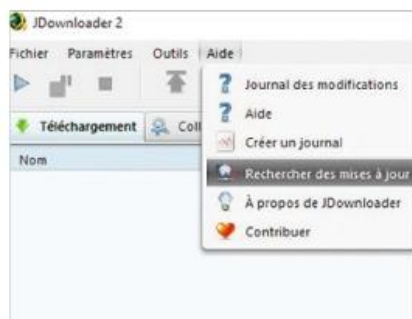 JDownloader 2
Fichier Paramètres Outils Aide
Journal des modifications
Aide
Créer un journal
Rechercher des mises à jour
À propos de JDownloader
Contribuer
Téléchargement Coll
Nom